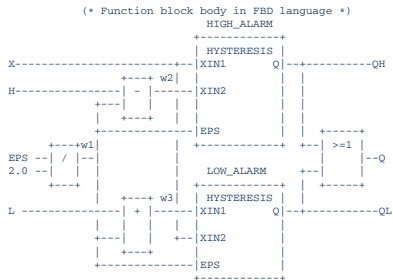 (* Function block body in FBD language *)
HIGH_ALARM
HYSTERESIS
X XIN1 Q QH
w2
H - XIN2
EPS
w1 >=1
EPS / Q
2.0 LOW_ALARM
w3 HYSTERESIS
L + XIN1 Q QL
XIN2
EPS